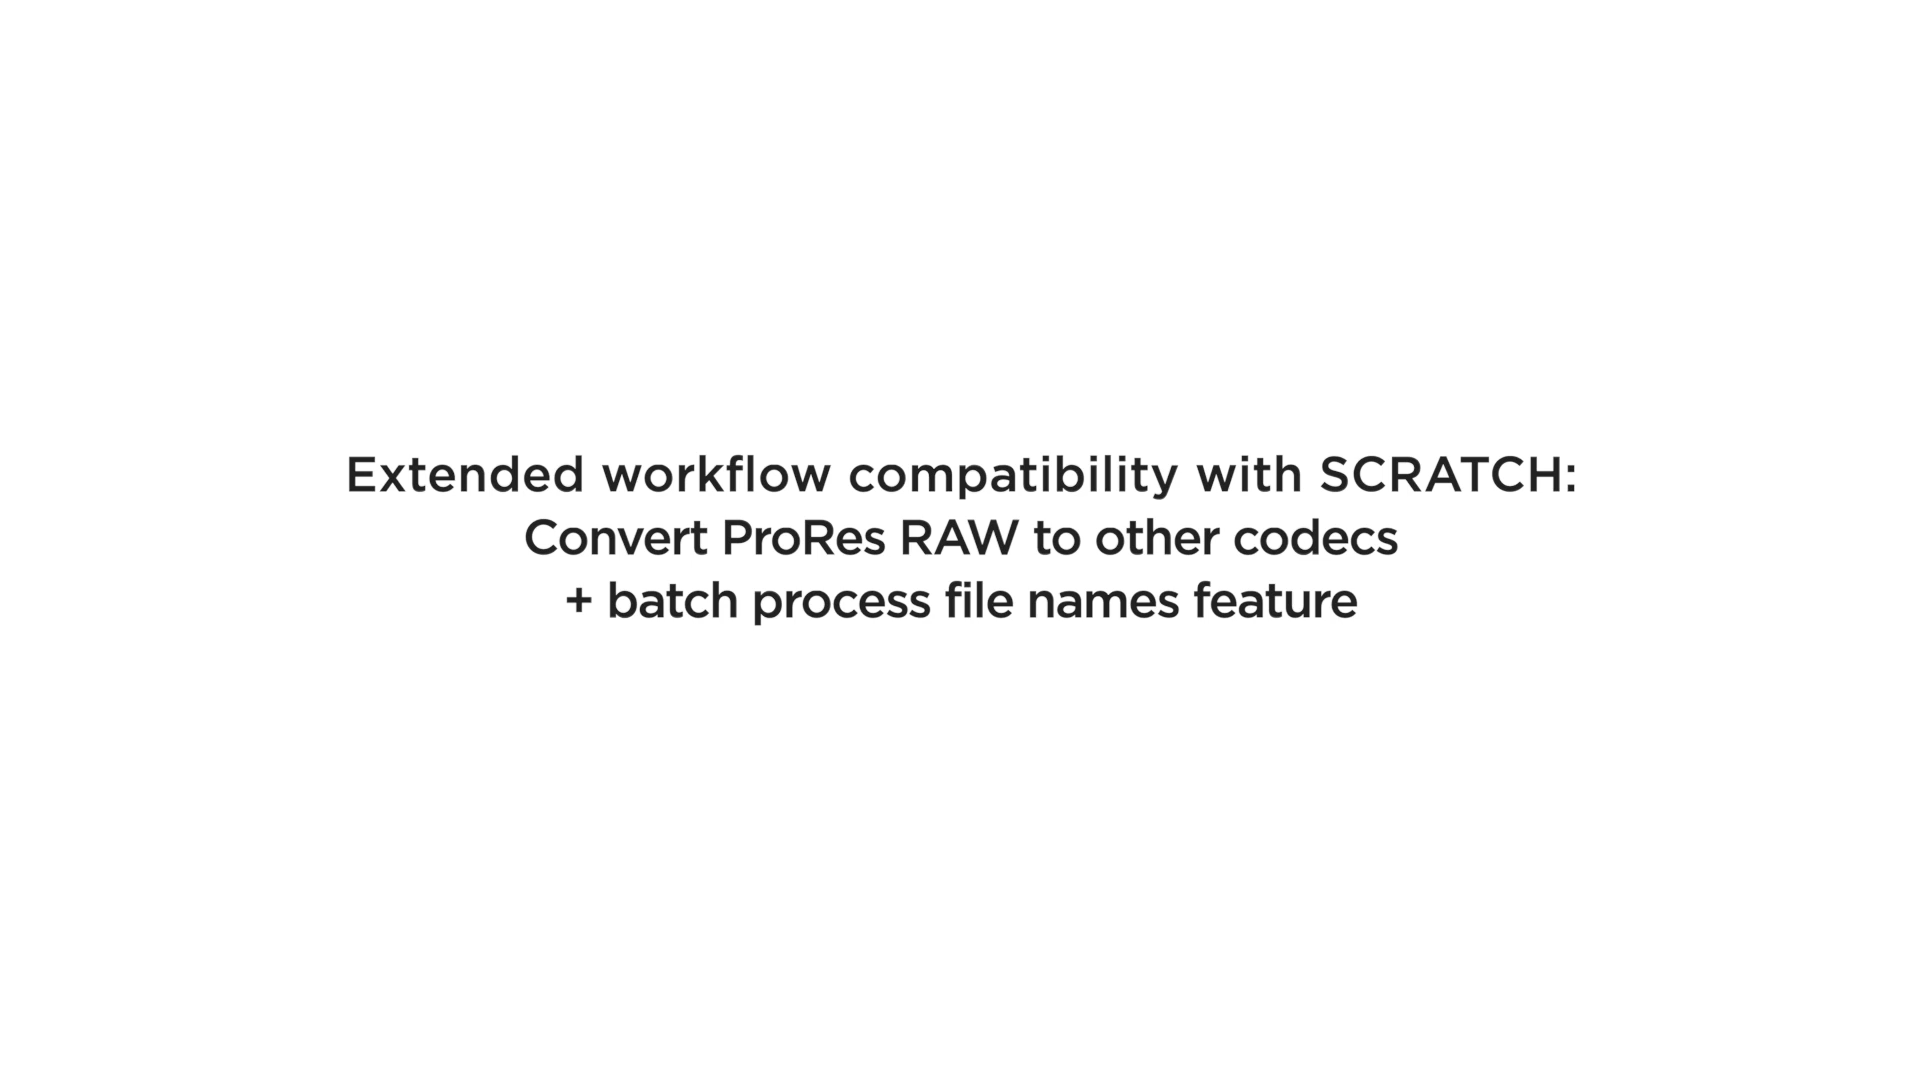 Extended workflow compatibility with SCRATCH:
Convert ProRes RAW to other codecs
+ batch process file names feature